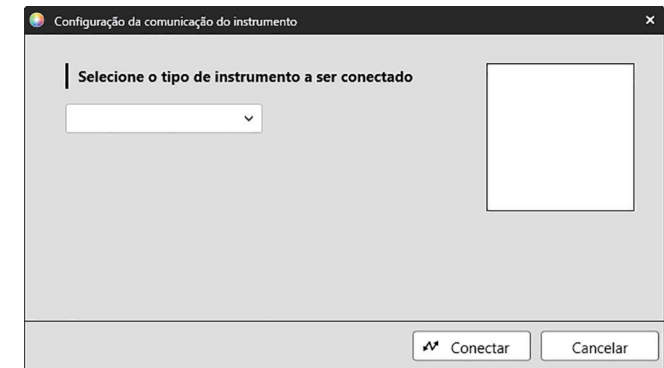 Configuração da comunicação do instrumento
Selecione o tipo de instrumento a ser conectado
Conectar
Cancelar